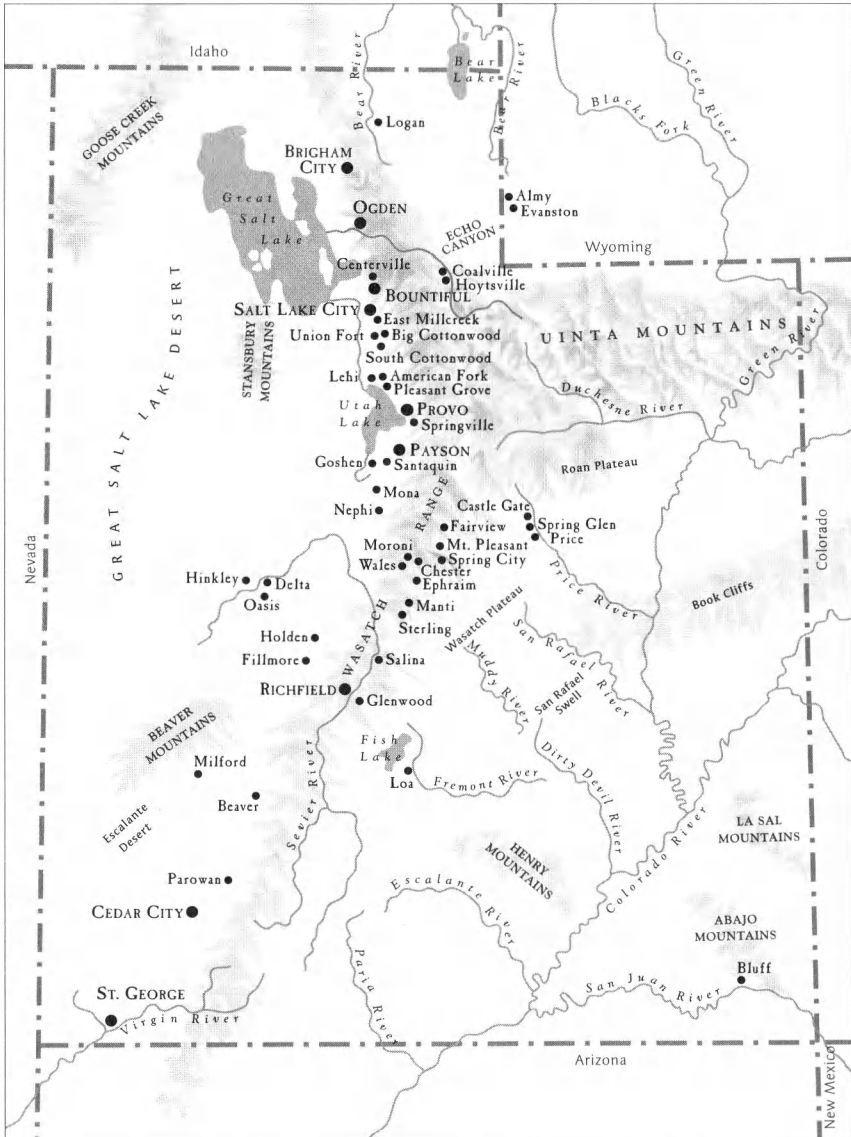 Idaho
Bear River
Bear
Lake
Bear River
Green River
Blacks Fork
GOOSE CREEK
MOUNTAINS
Logan
BRIGHAM
CITY
Great
Salt
Lake
OGDEN
Almy
Evanston
ECHO
CANYON
Wyoming
Centerville
Coalville
Hoytsville
BOUNTIFUL
SALT LAKE CITY
East Millcreek
Union Fort
Big Cottonwood
South Cottonwood
UINTA MOUNTAINS
Green River
STANSBURY
MOUNTAINS
GREAT SALT LAKE DESERT
Lehi
American Fork
Pleasant Grove
Utah
Lake
PROVO
Springville
Duchesne River
PAYSON
Goshen
Santaquin
Roan Plateau
Mona
Nephi
WASATCH RANGE
Castle Gate
Fairview
Spring Glen
Price
Moroni
Mt. Pleasant
Wales
Spring City
Chester
Ephraim
Price River
Nevada
Colorado
Hinkley
Delta
Oasis
Manti
Sterling
Wasatch Plateau
Book Cliffs
Holden
Fillmore
Salina
Muddy River
San Rafael River
San Rafael
Swell
RICHFIELD
Glenwood
BEAVER
MOUNTAINS
Fish
Lake
Milford
Loa
Fremont River
Dirty Devil River
Beaver
Sevier River
Escalante
Desert
LA SAL
MOUNTAINS
HENRY
MOUNTAINS
Colorado River
Parowan
CEDAR CITY
Escalante River
ABAJO
MOUNTAINS
Paria River
Bluff
San Juan River
ST. GEORGE
Virgin River
Arizona
New Mexico